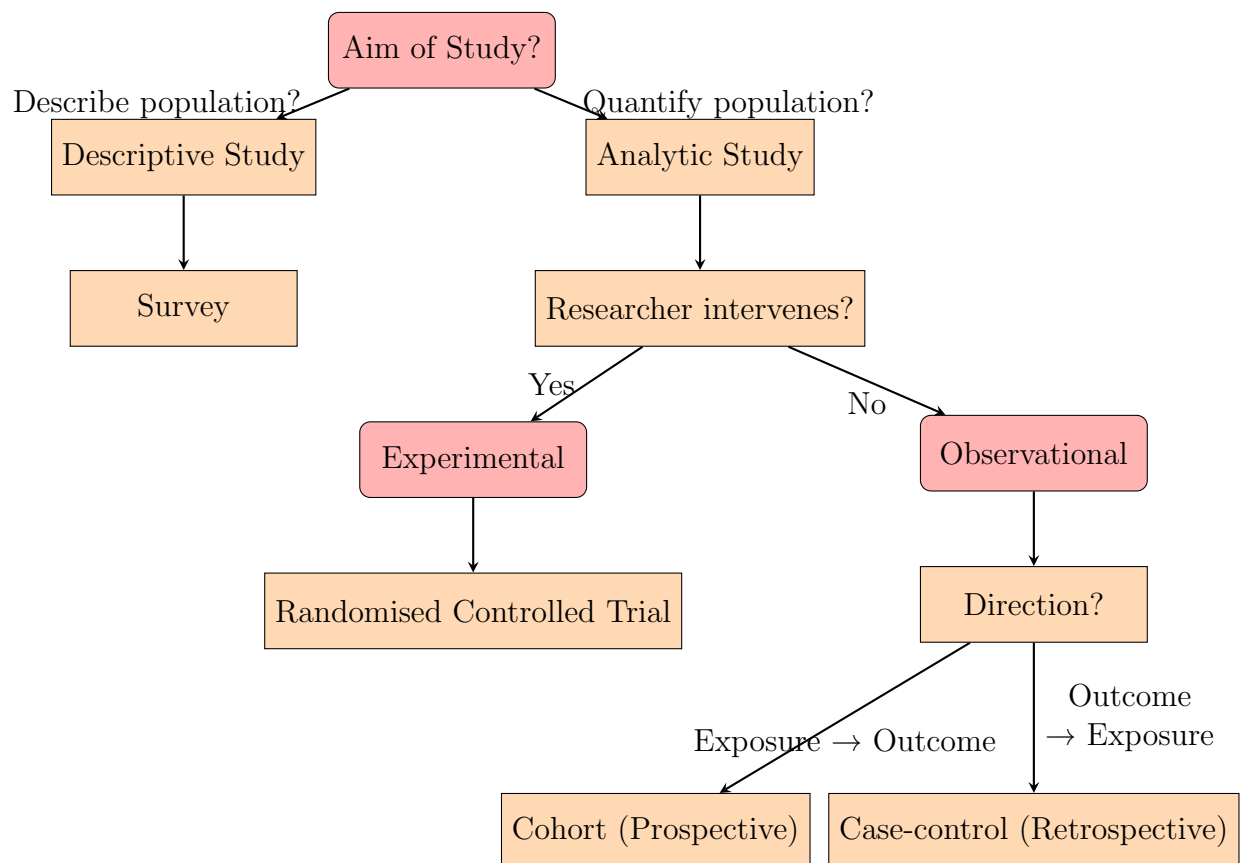 Aim of Study?
Describe population?
Quantify population?
Descriptive Study
Analytic Study
Survey
Researcher intervenes?
Yes
No
Experimental
Observational
Randomised Controlled Trial
Direction?
Outcome
→ Exposure
Exposure → Outcome
Cohort (Prospective)
Case-control (Retrospective)